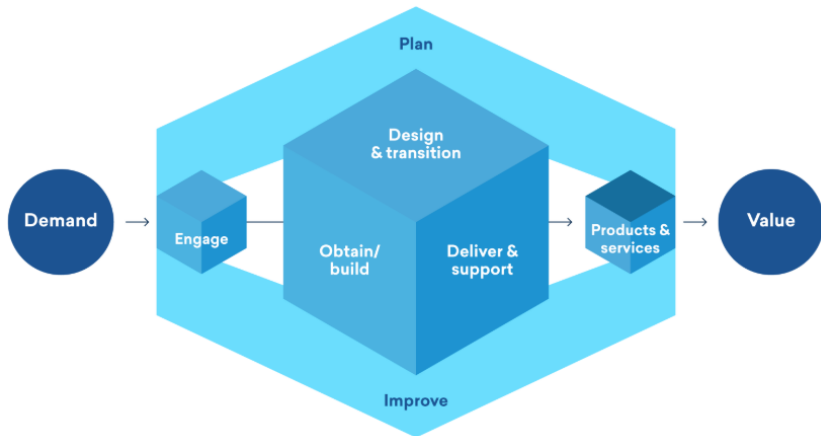 Plan
Design
& transition
Demand
Engage
Obtain/
build
Deliver &
support
Products &
services
Value
Improve